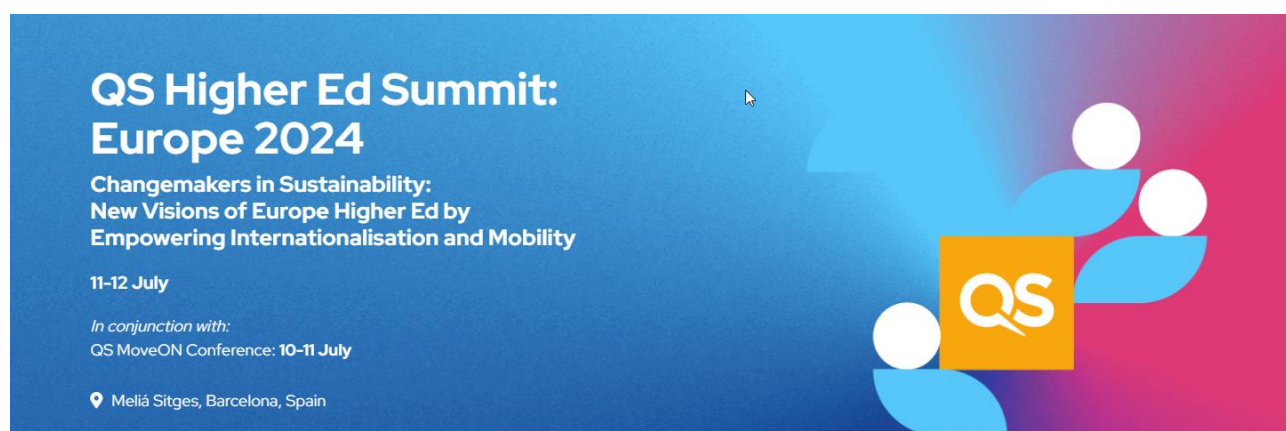 QS Higher Ed Summit:
Europe 2024
Changemakers in Sustainability:
New Visions of Europe Higher Ed by
Empowering Internationalisation and Mobility
11-12 July
In conjunction with:
QS MoveON Conference: 10-11 July
Meliá Sitges, Barcelona, Spain
QS